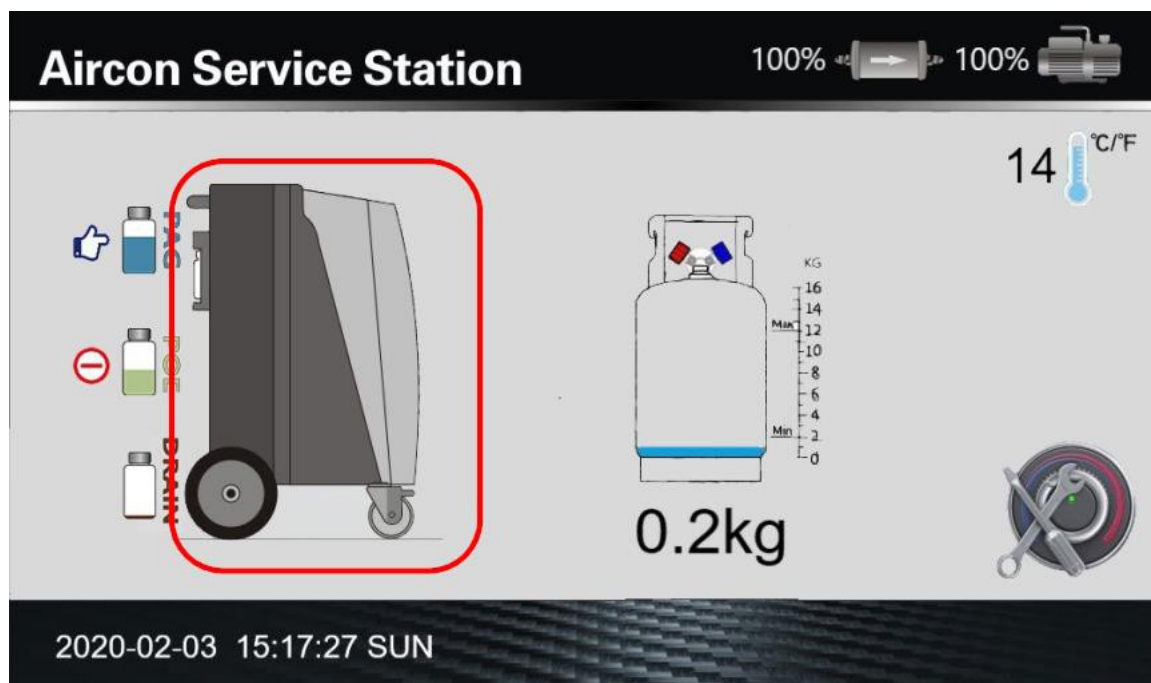 Aircon Service Station
100%
100%
14 °C/°F
PAG
POE
DRAIN
KG
16
14
Max 12
10
8
6
4
Min 2
0
0.2kg
2020-02-03 15:17:27 SUN